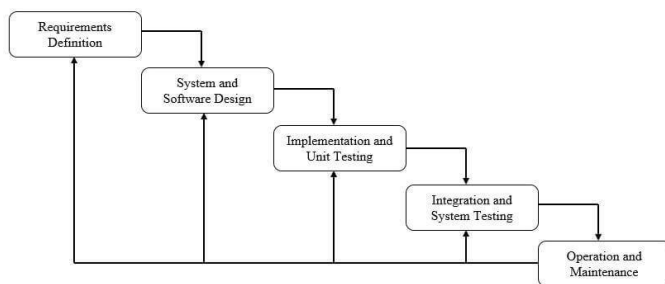 Requirements
Definition
System and
Software Design
Implementation and
Unit Testing
Integration and
System Testing
Operation and
Maintenance